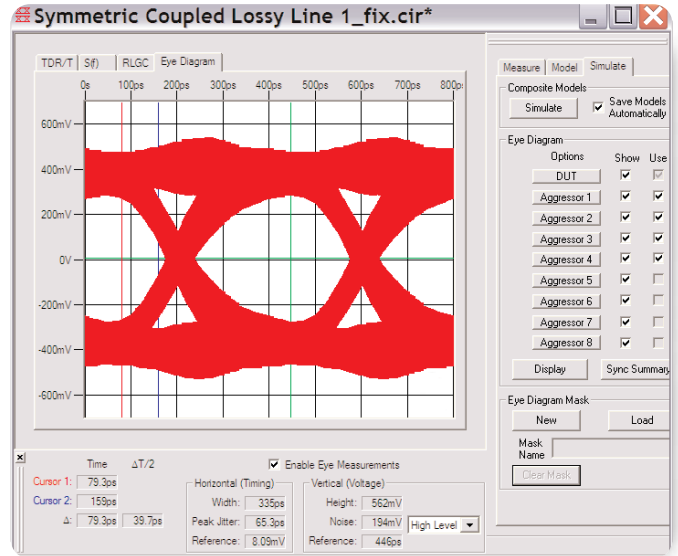 Symmetric Coupled Lossy Line 1_fix.cir*
TDR/T S(f) RLGC Eye Diagram
0s 100ps 200ps 300ps 400ps 500ps 600ps 700ps 800p
600mV
400mV
200mV
0V
-200mV
-400mV
-600mV
Measure Model Simulate
Composite Models
Simulate Save Models
Automatically
Eye Diagram
Options Show Use
DUT
Aggressor 1
Aggressor 2
Aggressor 3
Aggressor 4
Aggressor 5
Aggressor 6
Aggressor 7
Aggressor 8
Display Sync Summary
Eye Diagram Mask
New Load
Mask
Name
Clear Mask
Time ΔT/2
Cursor 1: 79.3ps
Cursor 2: 159ps
Δ: 79.3ps 39.7ps
Enable Eye Measurements
Horizontal (Timing)
Width: 335ps
Peak Jitter: 65.3ps
Reference: 8.09mV
Vertical (Voltage)
Height: 562mV
Noise: 194mV High Level
Reference: 446ps